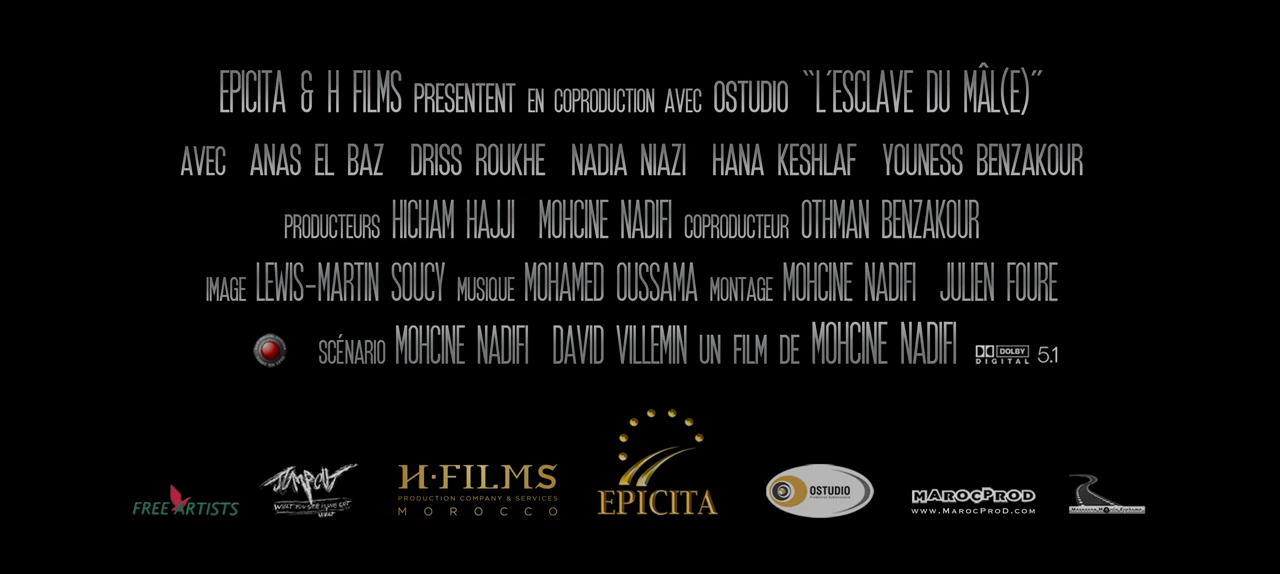 EPICITA & H FILMS PRESENTENT EN COPRODUCTION AVEC OSTUDIO “L'ESCLAVE DU MÂL(E)”
AVEC ANAS EL BAZ DRISS ROUKHE NADIA NIAZI HANA KESHLAF YOUNESS BENZAKOUR
PRODUCTEURS HICHAM HAJJI MOHCINE NADIFI COPRODUCTEUR OTHMAN BENZAKOUR
IMAGE LEWIS-MARTIN SOUCY MUSIQUE MOHAMED OUSSAMA MONTAGE MOHCINE NADIFI JULIEN FOURE
SCÉNARIO MOHCINE NADIFI DAVID VILLEMIN UN FILM DE MOHCINE NADIFI DOLBY DIGITAL 5.1
FREE ARTISTS
H·FILMS
PRODUCTION COMPANY & SERVICES
MOROCCO
EPICITA
OSTUDIO
MAROCPROD
WWW.MAROCPROD.COM